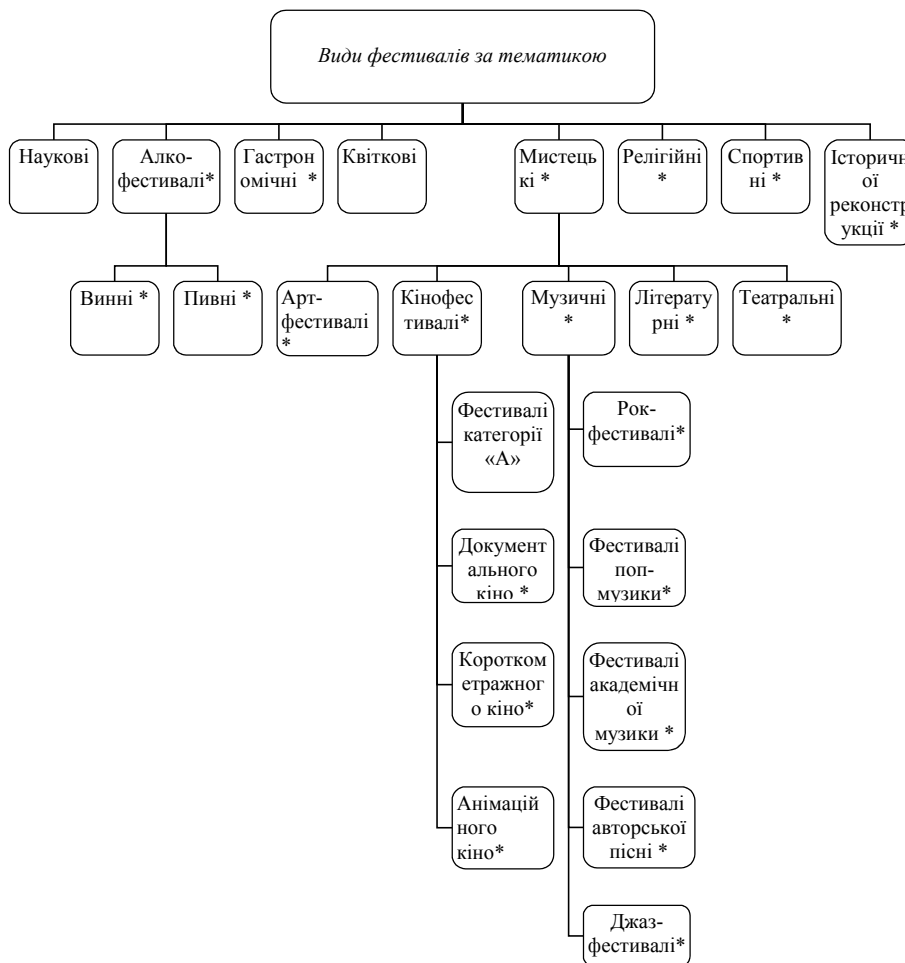 Види фестивалів за тематикою
Наукові
Алко-
фестивалі*
Гастрон
омічні *
Квіткові
Мистець
кі *
Релігійні
*
Спортив
ні *
Історичн
ої
реконстр
укції *
Винні *
Пивні *
Арт-
фестивалі
*
Кінофес
тивалі*
Музичні
*
Літерату
рні *
Театральні
*
Фестивалі
категорії
«А»
Документ
ального
кіно *
Коротком
етражног
о кіно*
Анімацій
ного
кіно*
Рок-
фестивалі*
Фестивалі
поп-
музики*
Фестивалі
академічн
ої
музики *
Фестивалі
авторської
пісні *
Джаз-
фестивалі*